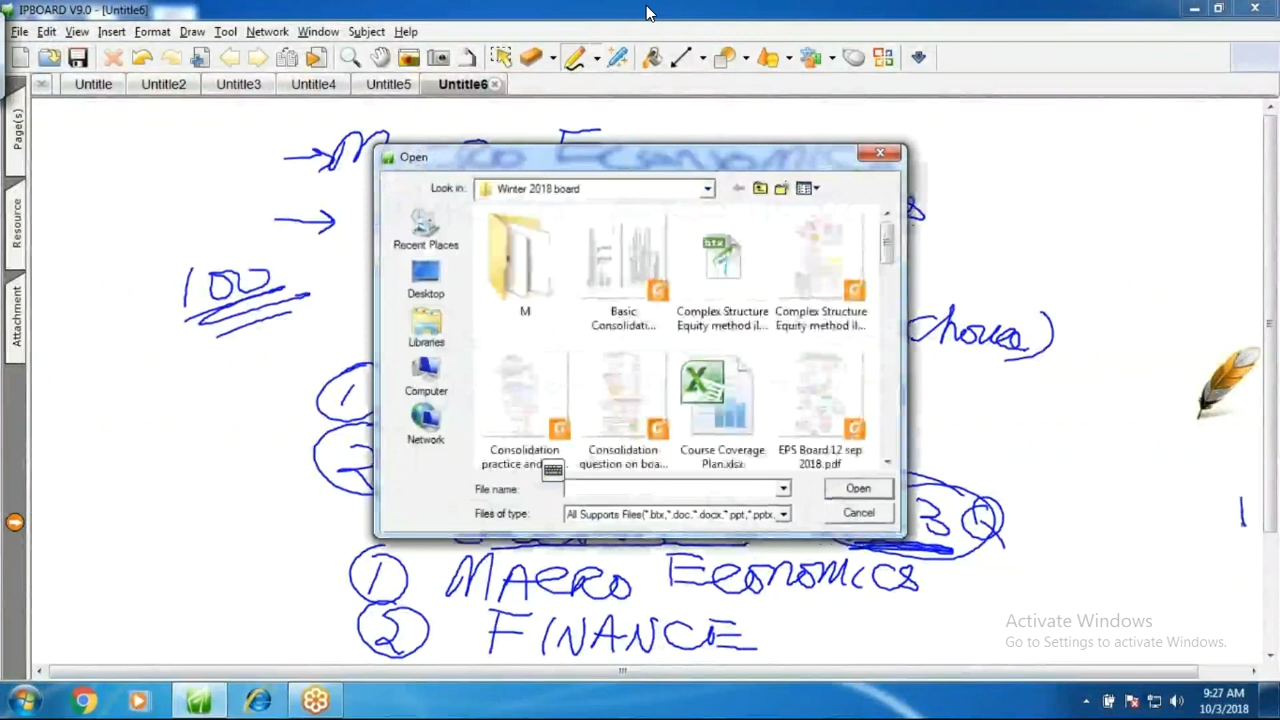 IPBOARD V9.0 - [Untitle6]
File Edit View Insert Format Draw Tool Network Window Subject Help
Untitle Untitle2 Untitle3 Untitle4 Untitle5 Untitle6
Page(s)
Resource
Attachment
Open
Look in: Winter 2018 board
Recent Places
Desktop
Libraries
Computer
Network
M
Basic Consolidati...
Complex Structure Equity method il...
Complex Structure Equity method il...
Consolidation practice and
Consolidation question on boa...
Course Coverage Plan.xlsx
EPS Board 12 sep 2018.pdf
File name:
Open
Files of type: All Supports Files(*.btx,*.doc,*.docx,*.ppt,*.pptx,
Cancel
100
1
2
3 Q
1
1 MACRO ECONOMICS
2 FINANCE
Activate Windows
Go to Settings to activate Windows.
9:27 AM
10/3/2018